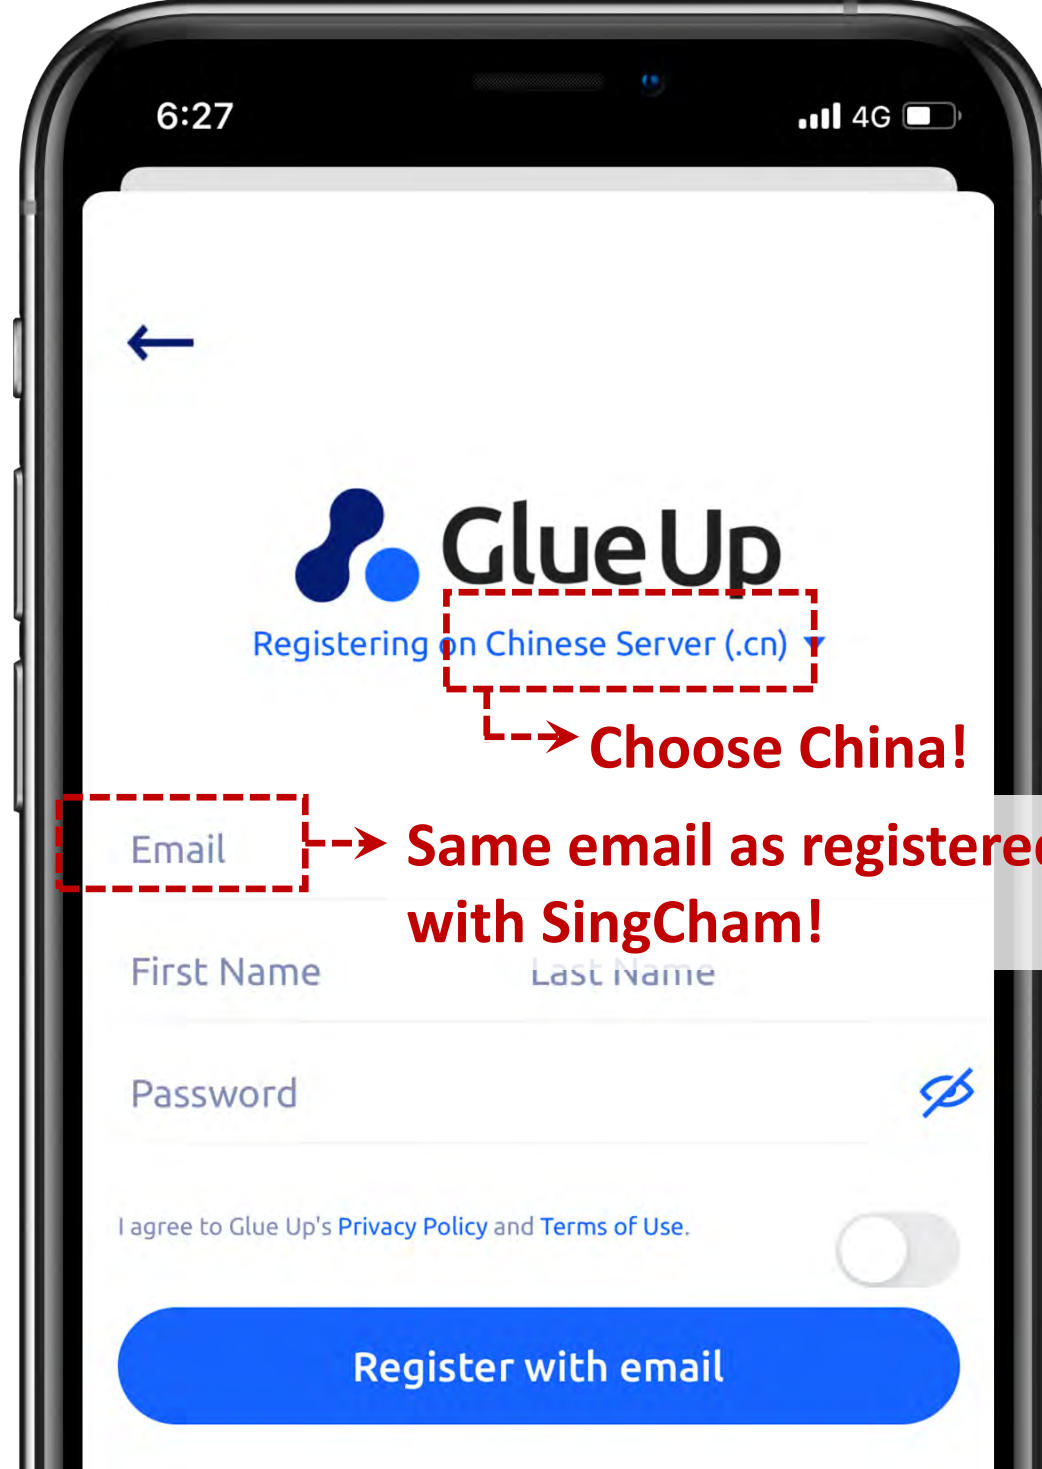 6:27
4G
Glue Up
Registering on Chinese Server (.cn)
Choose China!
Email
Same email as registered
with SingCham!
First Name
Last Name
Password
I agree to Glue Up's Privacy Policy and Terms of Use.
Register with email